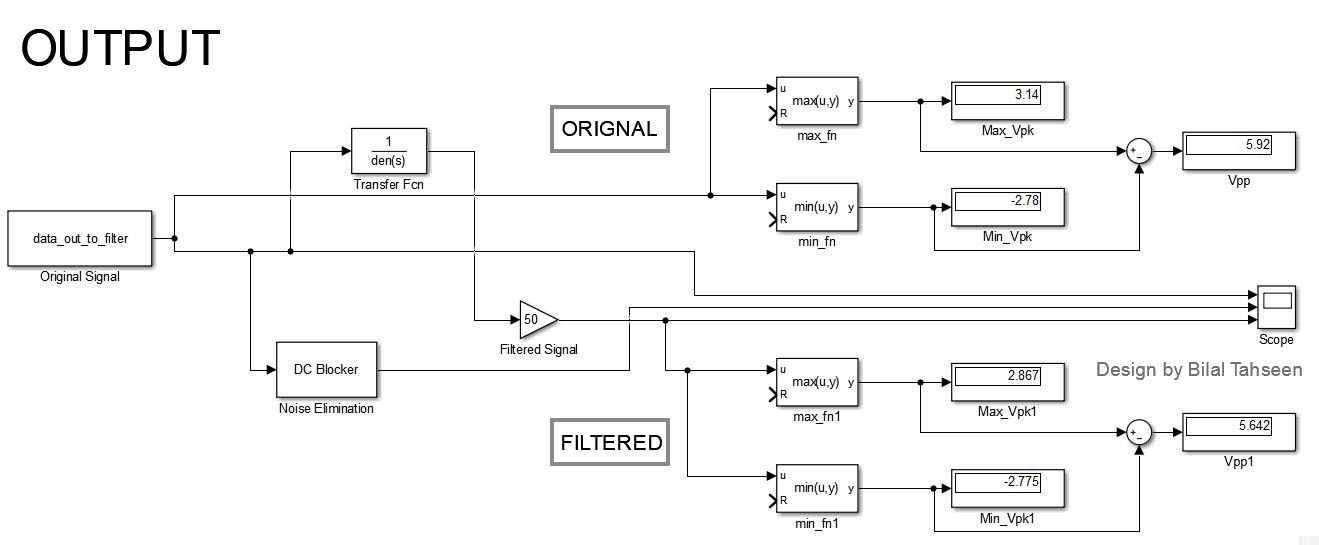 OUTPUT
ORIGNAL
u
R
max(u,y)
y
max_fn
3.14
Max_Vpk
+
-
5.92
Vpp
1
den(s)
Transfer Fcn
u
R
min(u,y)
y
min_fn
-2.78
Min_Vpk
data_out_to_filter
Original Signal
50
Filtered Signal
Scope
DC Blocker
Noise Elimination
Design by Bilal Tahseen
FILTERED
u
R
max(u,y)
y
max_fn1
2.867
Max_Vpk1
+
-
5.642
Vpp1
u
R
min(u,y)
y
min_fn1
-2.775
Min_Vpk1